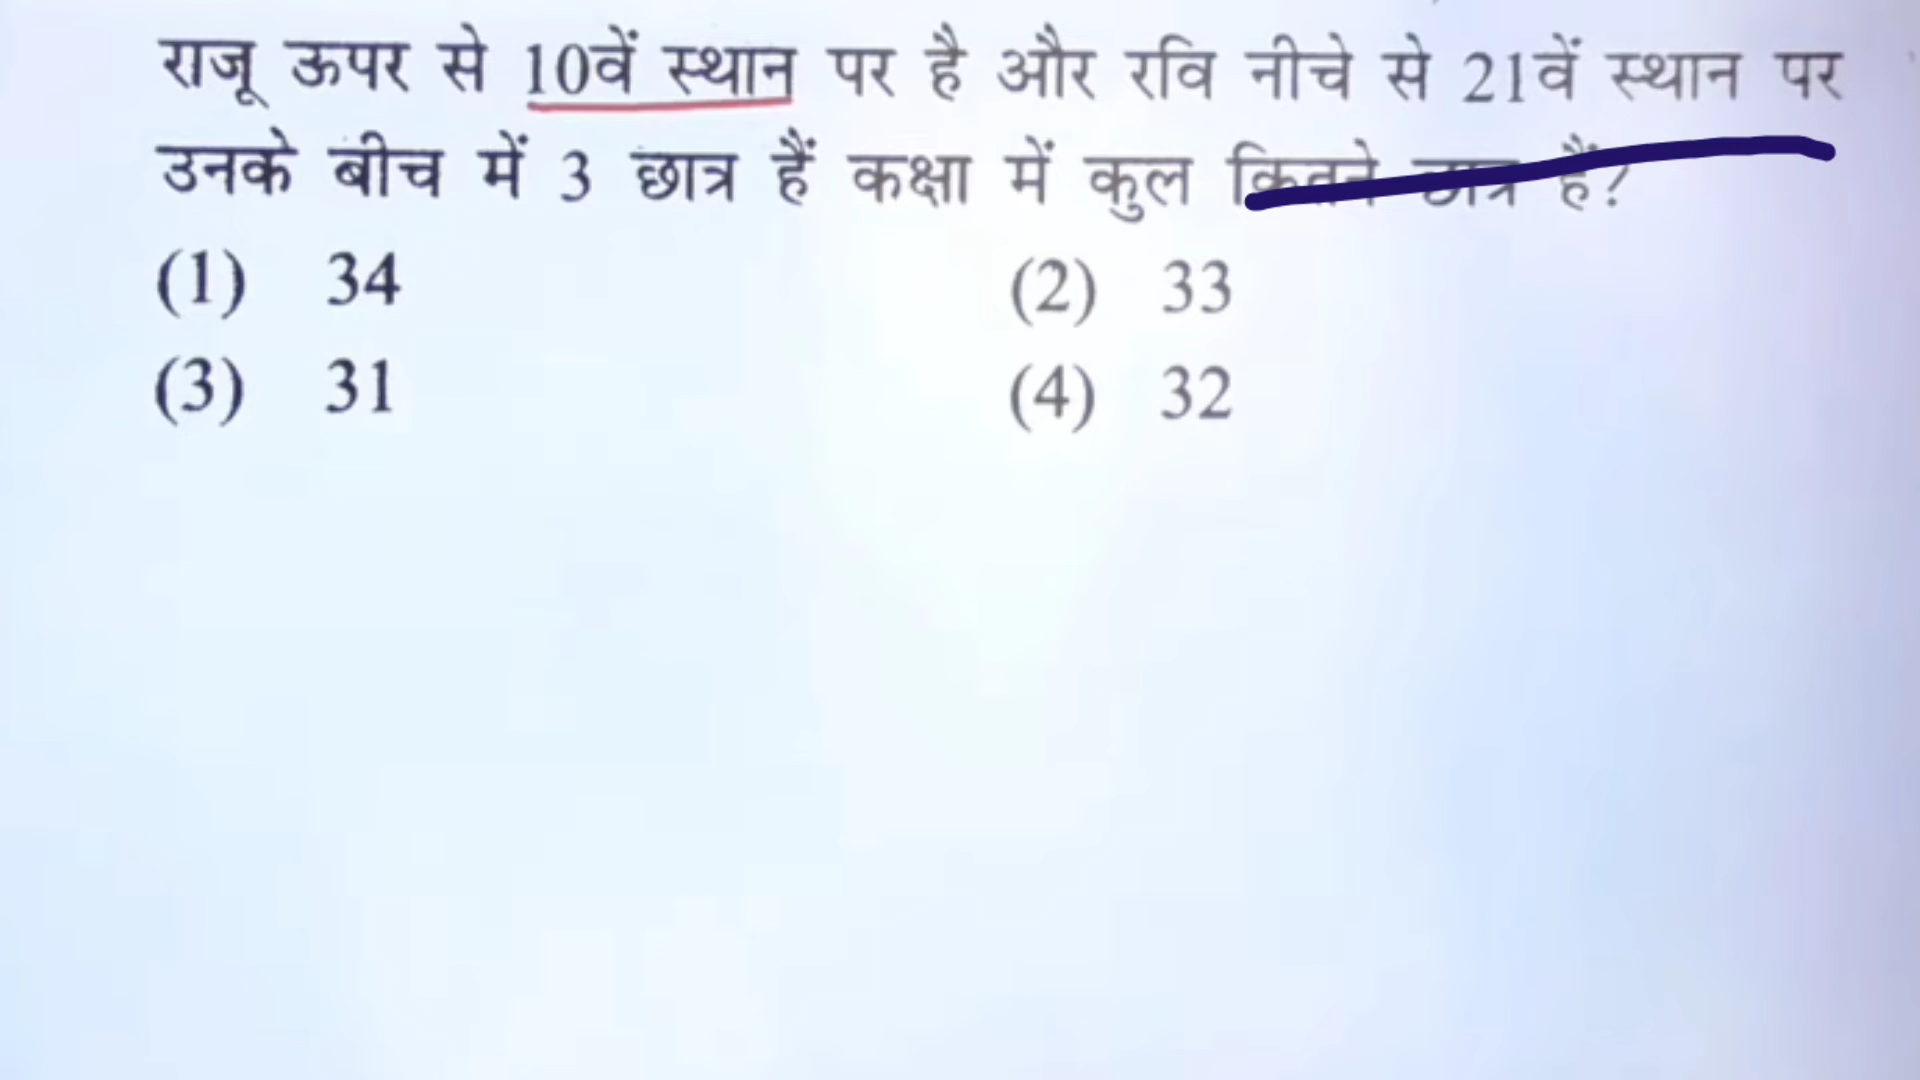 राजू ऊपर से 10वें स्थान पर है और रवि नीचे से 21वें स्थान पर
उनके बीच में 3 छात्र हैं कक्षा में कुल कितने छात्र हैं?
(1) 34 (2) 33
(3) 31 (4) 32